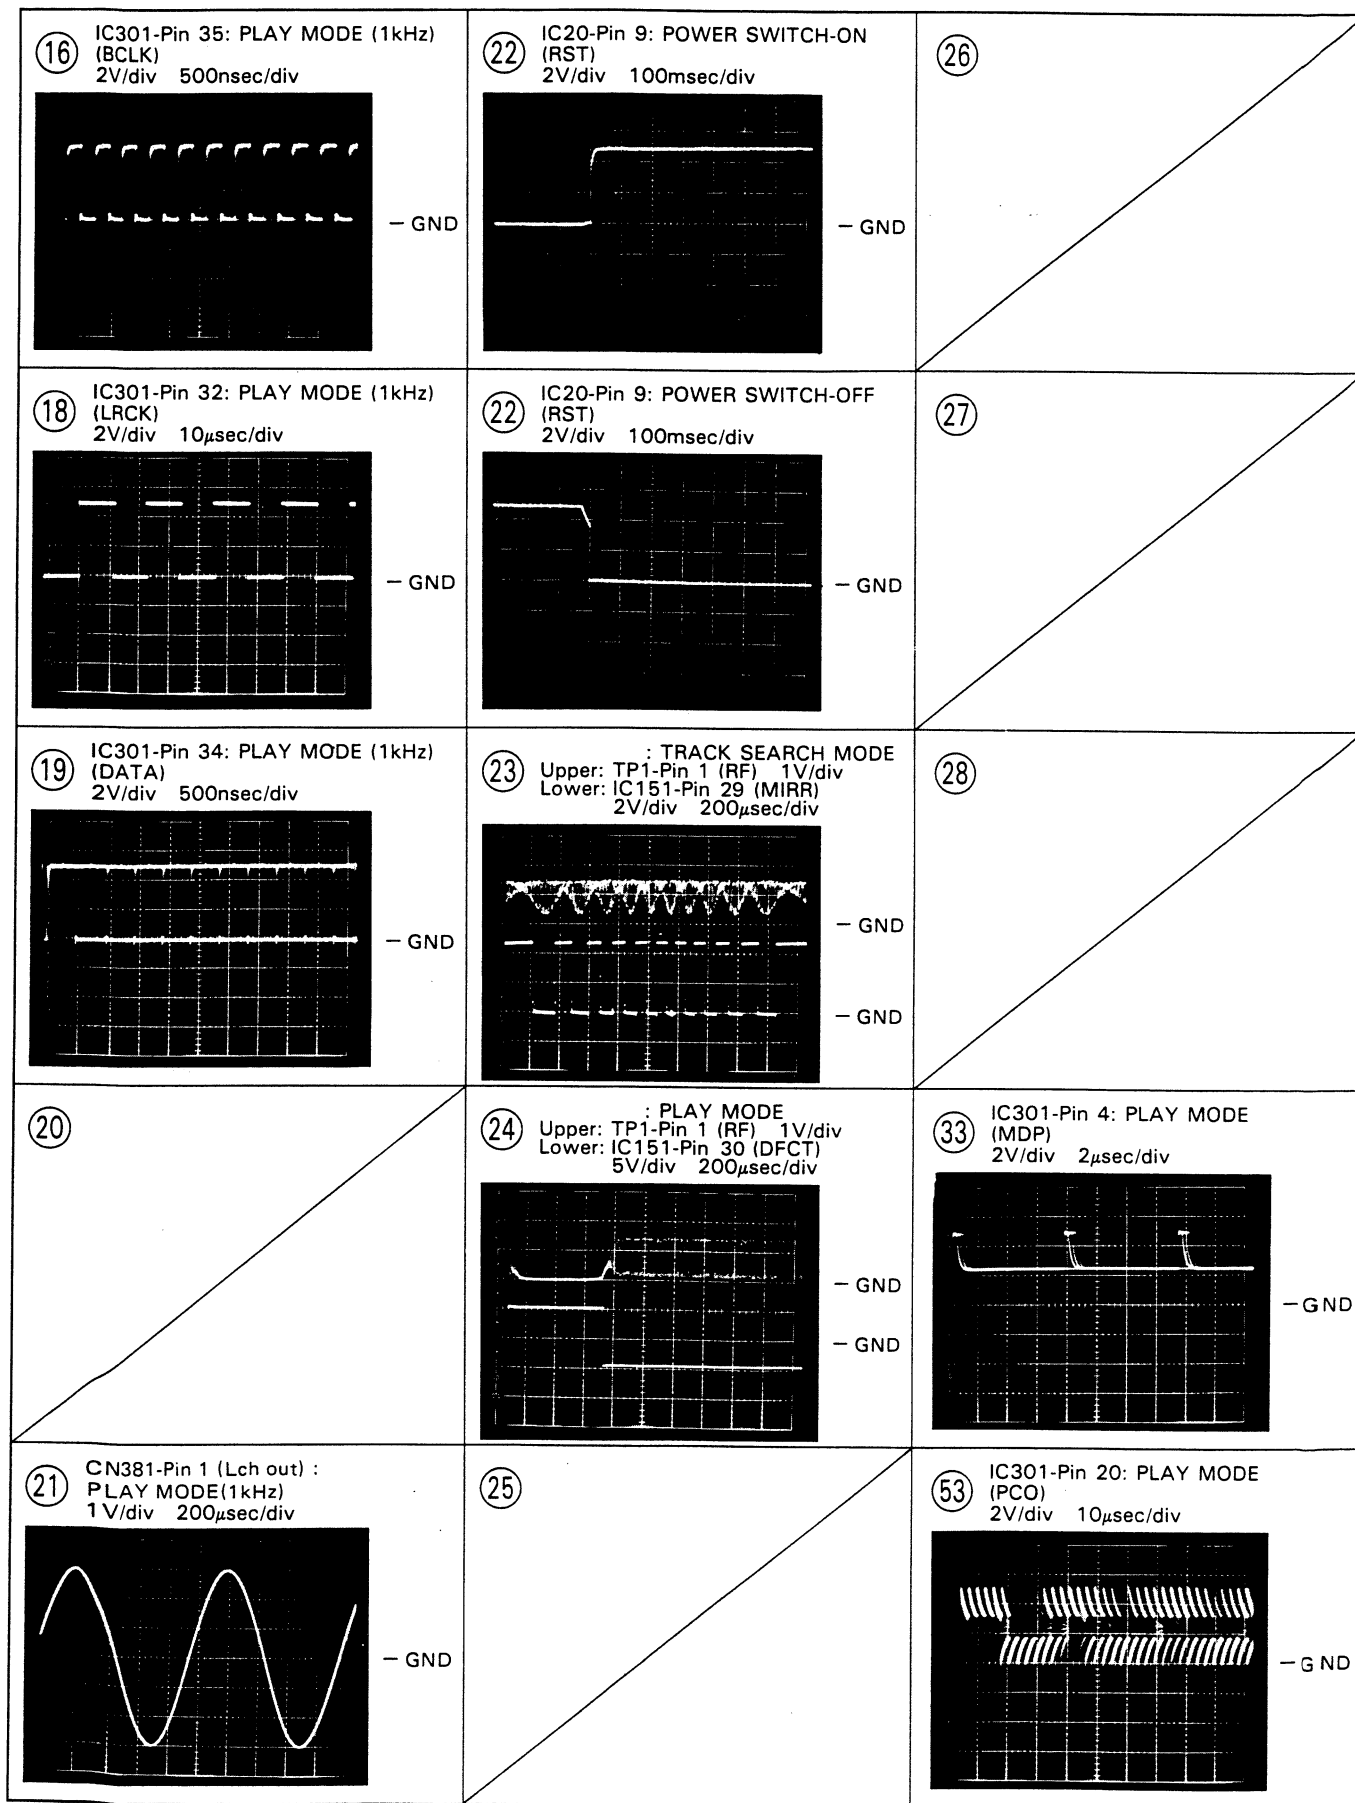 16 IC301-Pin 35: PLAY MODE (1kHz)
(BCLK)
2V/div 500nsec/div
– GND
22 IC20-Pin 9: POWER SWITCH-ON
(RST)
2V/div 100msec/div
– GND
26
18 IC301-Pin 32: PLAY MODE (1kHz)
(LRCK)
2V/div 10μsec/div
– GND
22 IC20-Pin 9: POWER SWITCH-OFF
(RST)
2V/div 100msec/div
– GND
27
19 IC301-Pin 34: PLAY MODE (1kHz)
(DATA)
2V/div 500nsec/div
– GND
23 : TRACK SEARCH MODE
Upper: TP1-Pin 1 (RF) 1V/div
Lower: IC151-Pin 29 (MIRR)
2V/div 200μsec/div
– GND
– GND
28
20
24 : PLAY MODE
Upper: TP1-Pin 1 (RF) 1V/div
Lower: IC151-Pin 30 (DFCT)
5V/div 200μsec/div
– GND
– GND
33 IC301-Pin 4: PLAY MODE
(MDP)
2V/div 2μsec/div
– GND
21 CN381-Pin 1 (Lch out) :
PLAY MODE(1kHz)
1V/div 200μsec/div
– GND
25
53 IC301-Pin 20: PLAY MODE
(PCO)
2V/div 10μsec/div
– GND